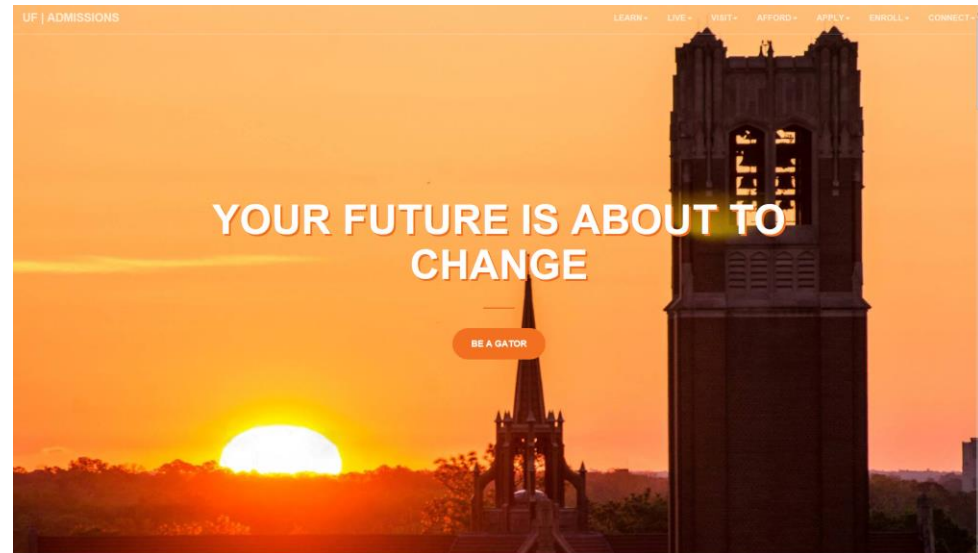 UF | ADMISSIONS
LEARN LIVE VISIT AFFORD APPLY ENROLL CONNECT
YOUR FUTURE IS ABOUT TO
CHANGE
BE A GATOR